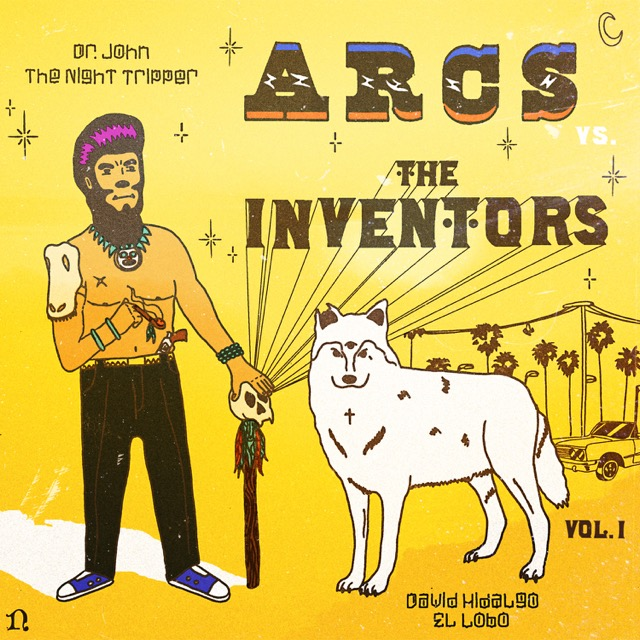 Dr. John
The Night Tripper
ARCS
VS.
THE
INVENTORS
VOL. I
David Hidalgo
El Lobo
n